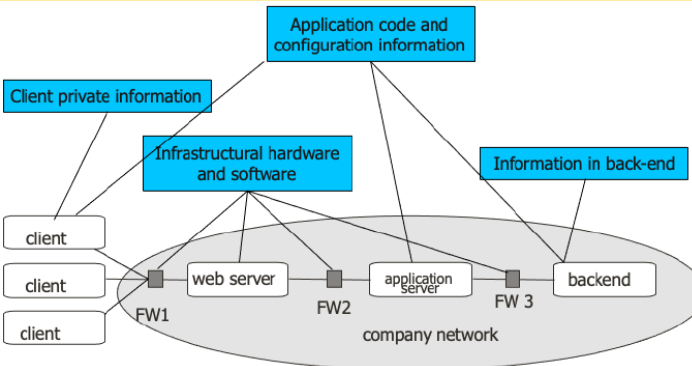 Application code and
configuration information
Client private information
Infrastructural hardware
and software
Information in back-end
client
client
web server
application
server
backend
FW1
FW2
FW 3
client
company network